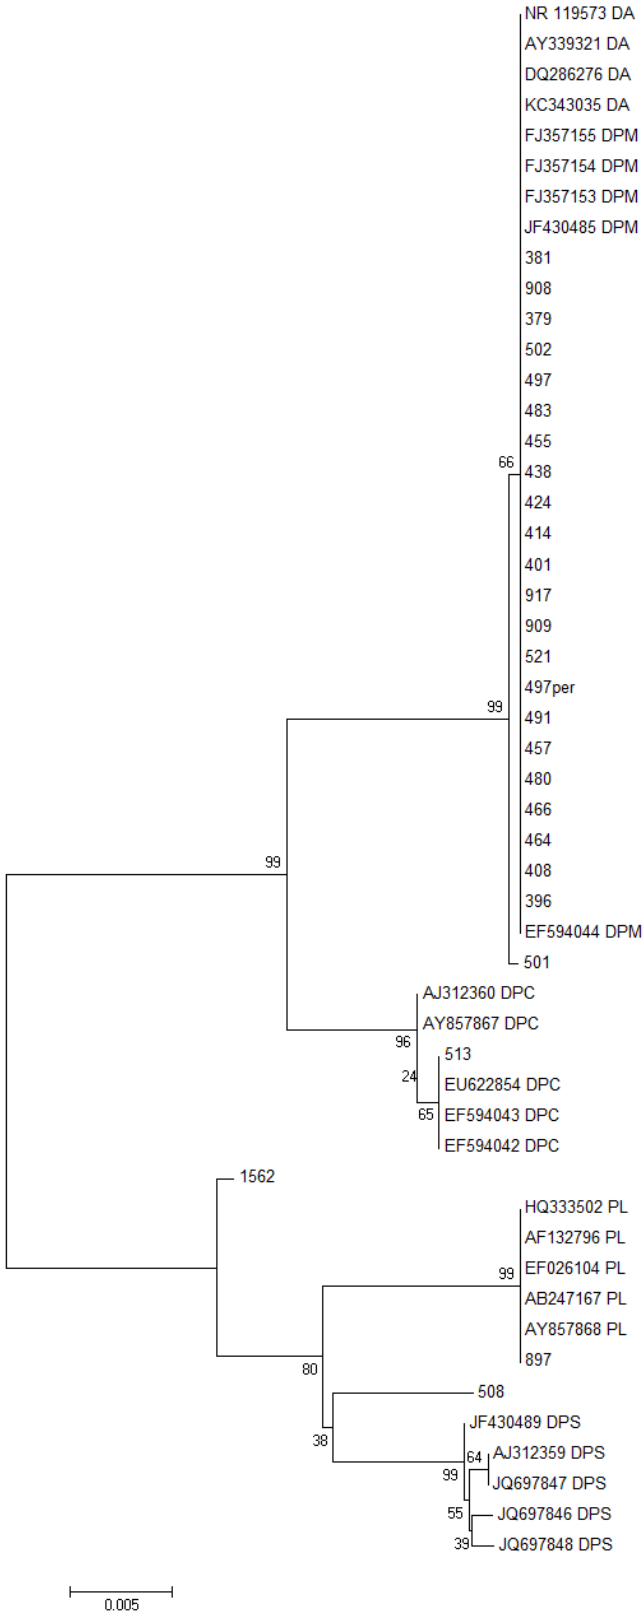 NR 119573 DA
AY339321 DA
DQ286276 DA
KC343035 DA
FJ357155 DPM
FJ357154 DPM
FJ357153 DPM
JF430485 DPM
381
908
379
502
497
483
455
66
438
424
414
401
917
909
521
497per
99
491
457
480
466
464
99
408
396
EF594044 DPM
501
AJ312360 DPC
AY857867 DPC
96
513
24
EU622854 DPC
65
EF594043 DPC
EF594042 DPC
1562
HQ333502 PL
AF132796 PL
99
EF026104 PL
AB247167 PL
AY857868 PL
80
897
508
JF430489 DPS
38
64
AJ312359 DPS
99
JQ697847 DPS
55
JQ697846 DPS
39
JQ697848 DPS
0.005